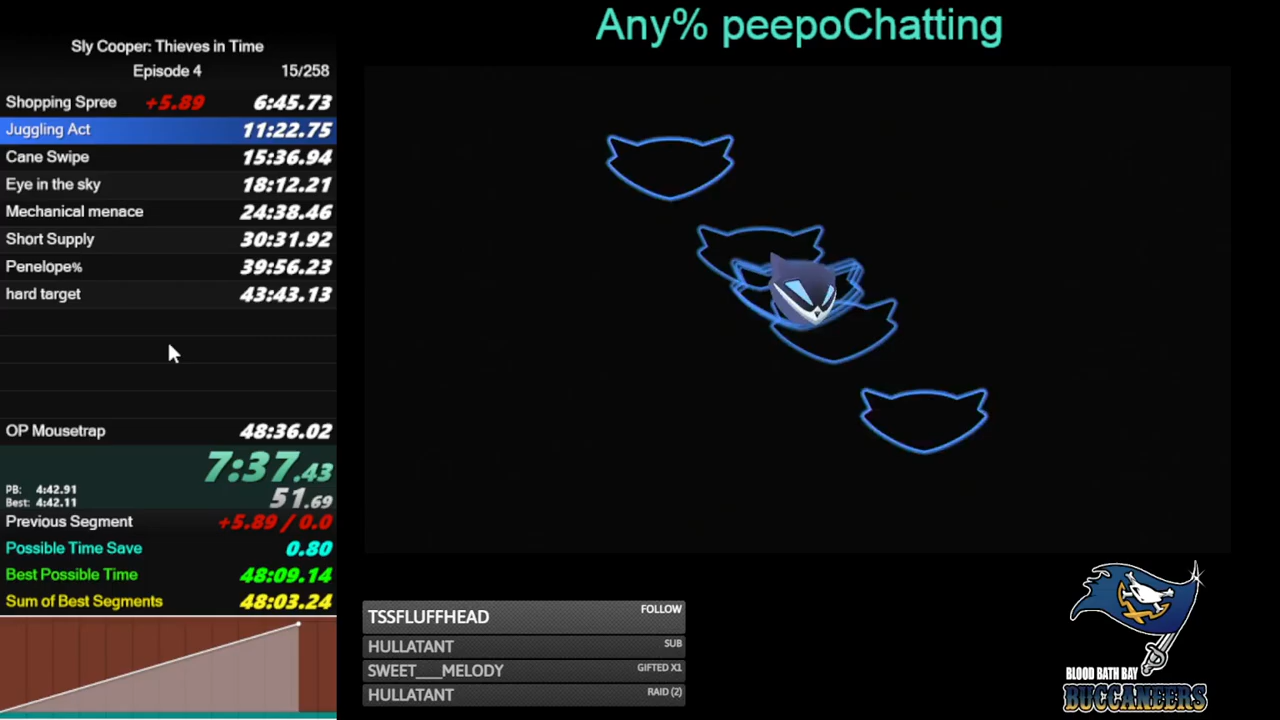 Any% peepoChatting
Sly Cooper: Thieves in Time
Episode 4 15/258
Shopping Spree +5.89 6:45.73
Juggling Act 11:22.75
Cane Swipe 15:36.94
Eye in the sky 18:12.21
Mechanical menace 24:38.46
Short Supply 30:31.92
Penelope% 39:56.23
hard target 43:43.13
OP Mousetrap 48:36.02
7:37.43
PB: 4:42.91
Best: 4:42.11
51.69
Previous Segment +5.89 / 0.0
Possible Time Save 0.80
Best Possible Time 48:09.14
Sum of Best Segments 48:03.24
TSSFLUFFHEAD FOLLOW
HULLATANT SUB
SWEET___MELODY GIFTED X1
HULLATANT RAID (2)
BLOOD BATH BAY
BUCCANEERS